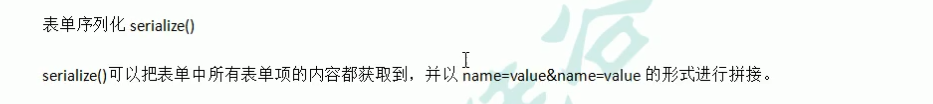 表单序列化 serialize()
serialize()可以把表单中所有表单项的内容都获取到，并以 name=value&name=value 的形式进行拼接。